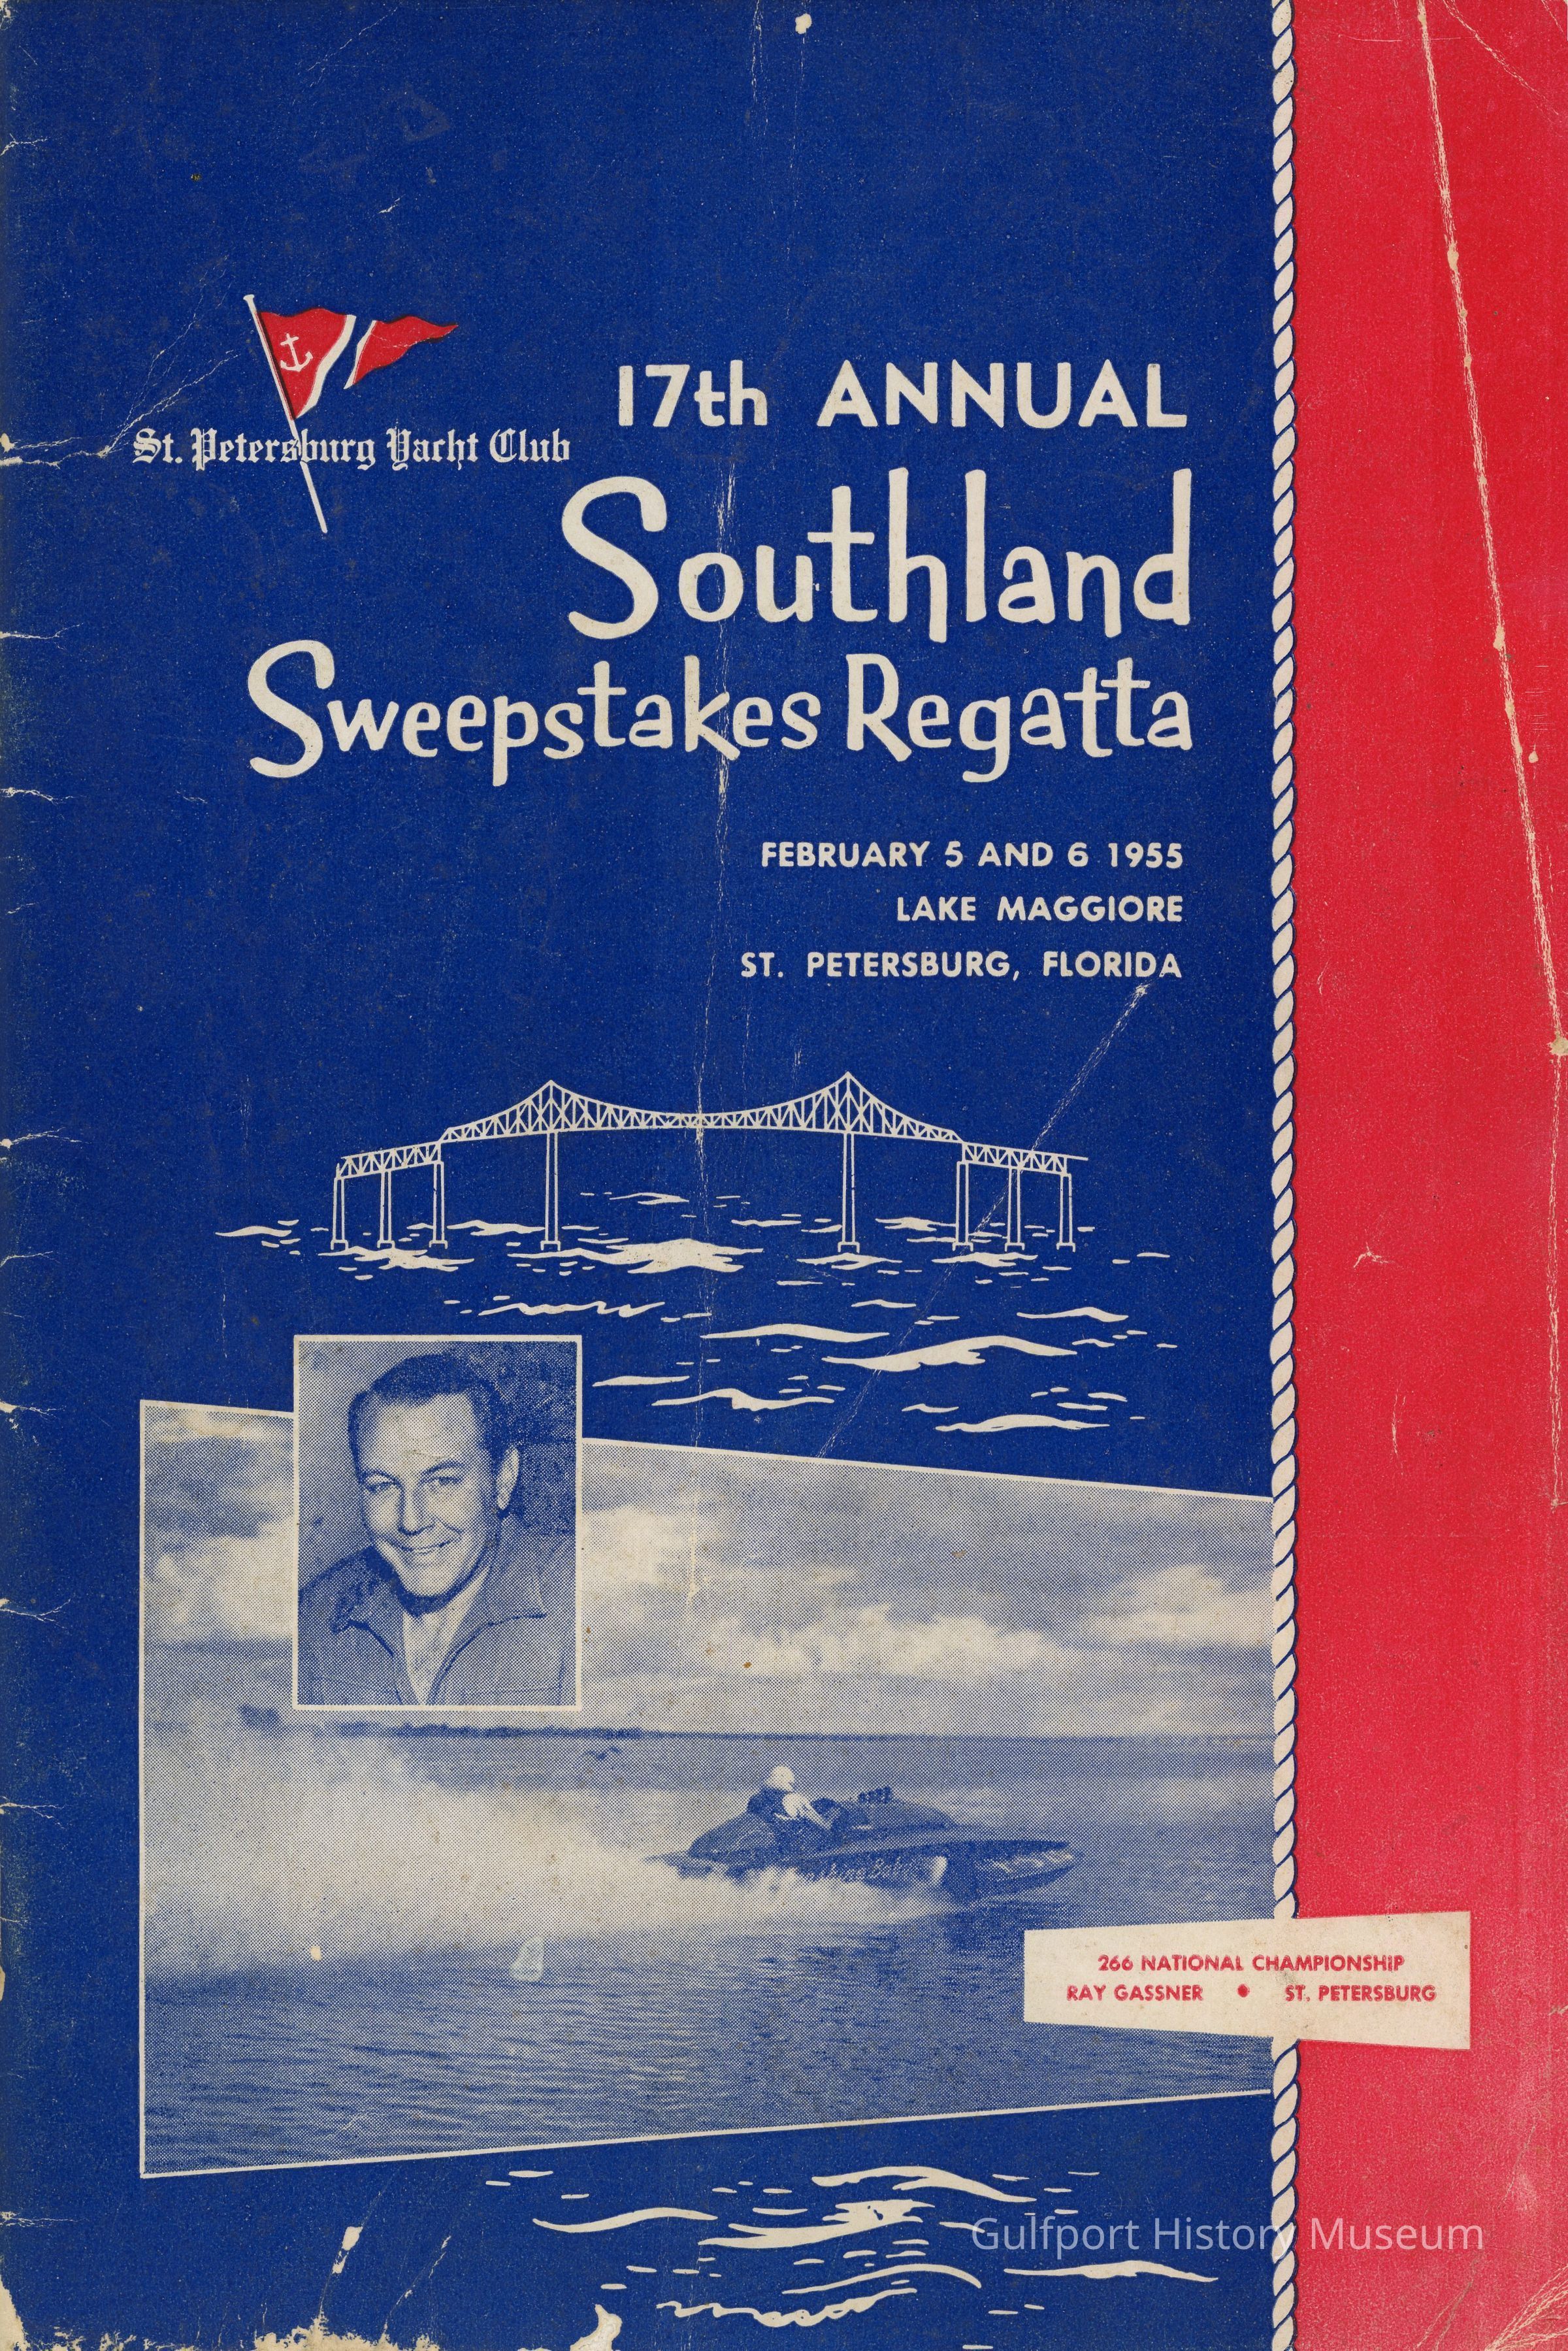 St. Petersburg Yacht Club
17th ANNUAL
Southland
Sweepstakes Regatta
FEBRUARY 5 AND 6 1955
LAKE MAGGIORE
ST. PETERSBURG, FLORIDA
Baby
266 NATIONAL CHAMPIONSHIP
RAY GASSNER • ST. PETERSBURG
Gulfport History Museum